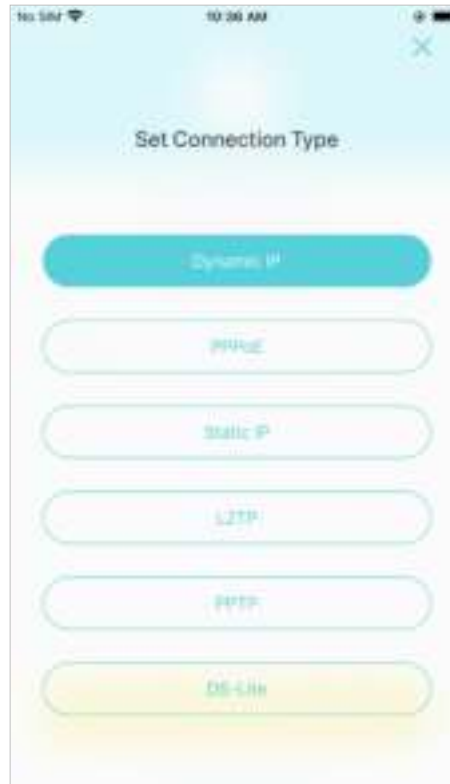 No SIM 10:36 AM
Set Connection Type
Dynamic IP
PPPoE
Static IP
L2TP
PPTP
DS-Lite